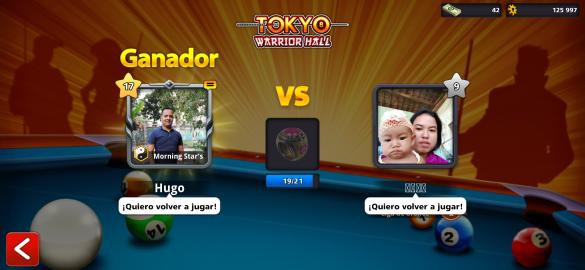 42
125 997
TOKYO
WARRIOR HALL
Ganador
17
VS
9
Morning Star's
19/21
Hugo
¡Quiero volver a jugar!
¡Quiero volver a jugar!
14
2
3